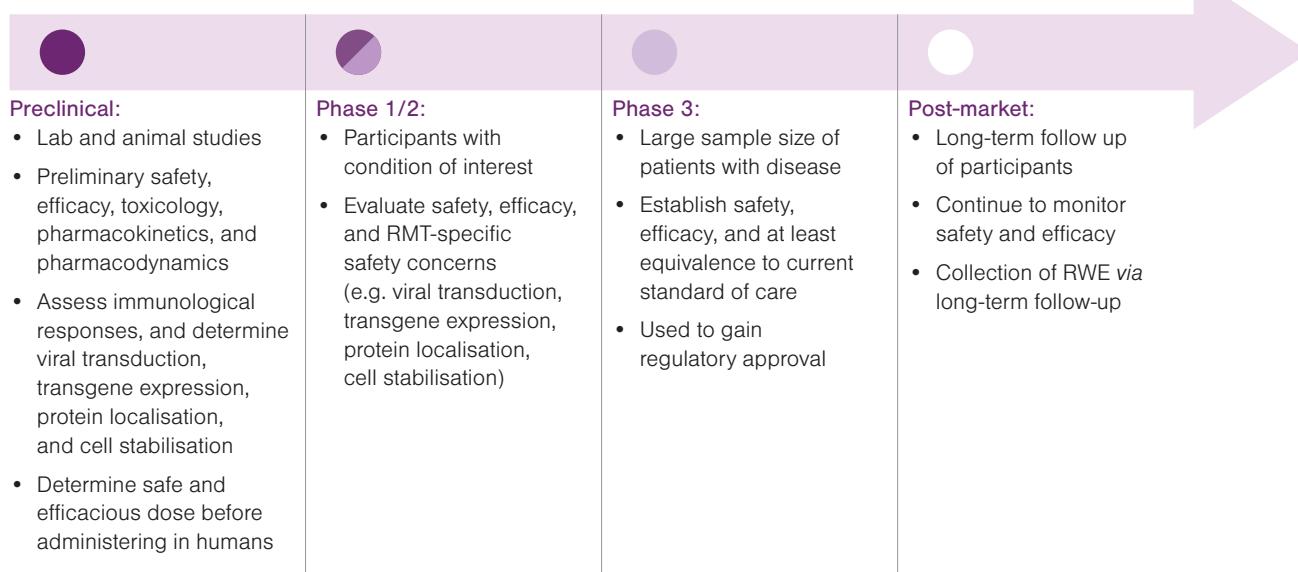 Preclinical:
• Lab and animal studies
• Preliminary safety,
efficacy, toxicology,
pharmacokinetics, and
pharmacodynamics
• Assess immunological
responses, and determine
viral transduction,
transgene expression,
protein localisation,
and cell stabilisation
• Determine safe and
efficacious dose before
administering in humans
Phase 1/2:
• Participants with
condition of interest
• Evaluate safety, efficacy,
and RMT-specific
safety concerns
(e.g. viral transduction,
transgene expression,
protein localisation,
cell stabilisation)
Phase 3:
• Large sample size of
patients with disease
• Establish safety,
efficacy, and at least
equivalence to current
standard of care
• Used to gain
regulatory approval
Post-market:
• Long-term follow up
of participants
• Continue to monitor
safety and efficacy
• Collection of RWE via
long-term follow-up